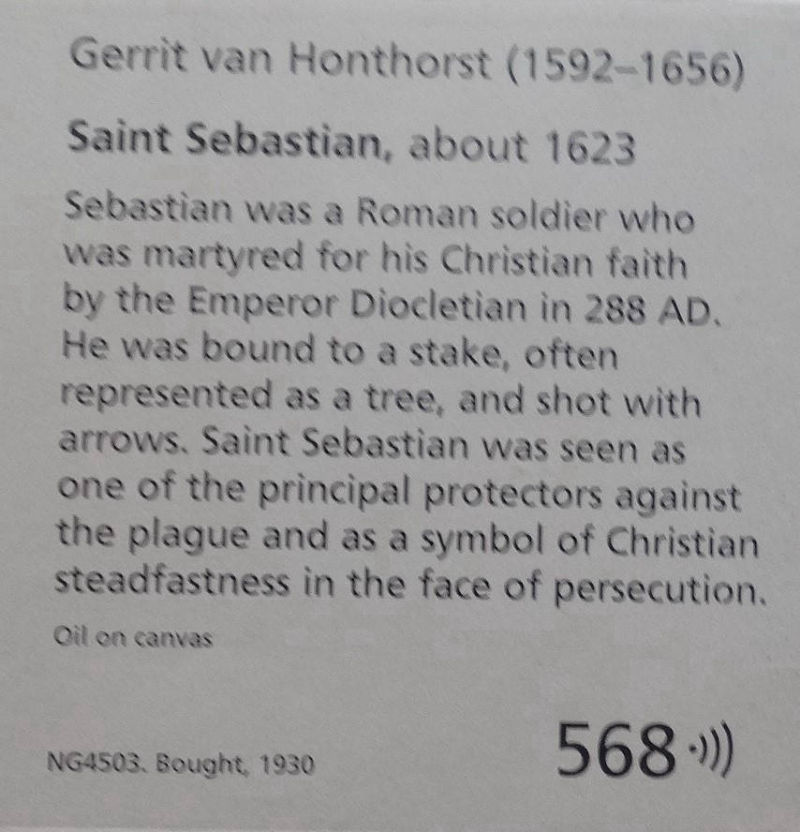 Gerrit van Honthorst (1592–1656)
Saint Sebastian, about 1623
Sebastian was a Roman soldier who
was martyred for his Christian faith
by the Emperor Diocletian in 288 AD.
He was bound to a stake, often
represented as a tree, and shot with
arrows. Saint Sebastian was seen as
one of the principal protectors against
the plague and as a symbol of Christian
steadfastness in the face of persecution.
Oil on canvas
NG4503. Bought, 1930
568